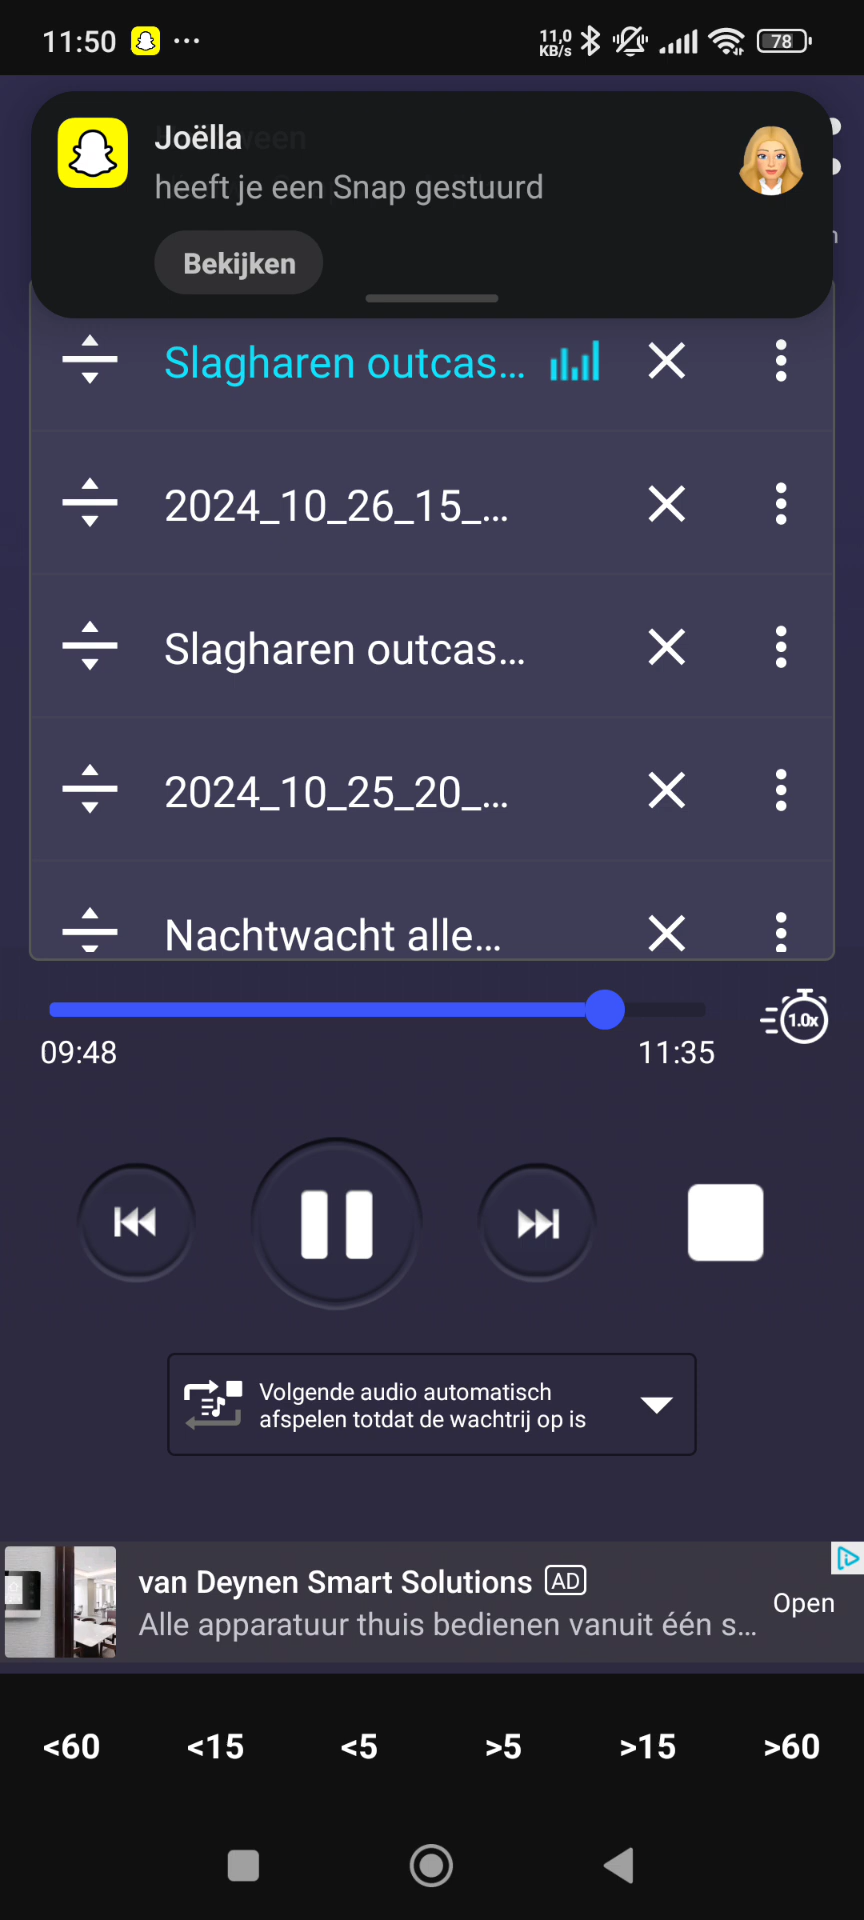 11:50
11,0
KB/s
78
Joëlla
heeft je een Snap gestuurd
Bekijken
Slagharen outcas...
2024_10_26_15_...
Slagharen outcas...
2024_10_25_20_...
Nachtwacht alle...
1.0x
09:48
11:35
Volgende audio automatisch
afspelen totdat de wachtrij op is
van Deynen Smart Solutions AD
Alle apparatuur thuis bedienen vanuit één s...
Open
<60 <15 <5 >5 >15 >60